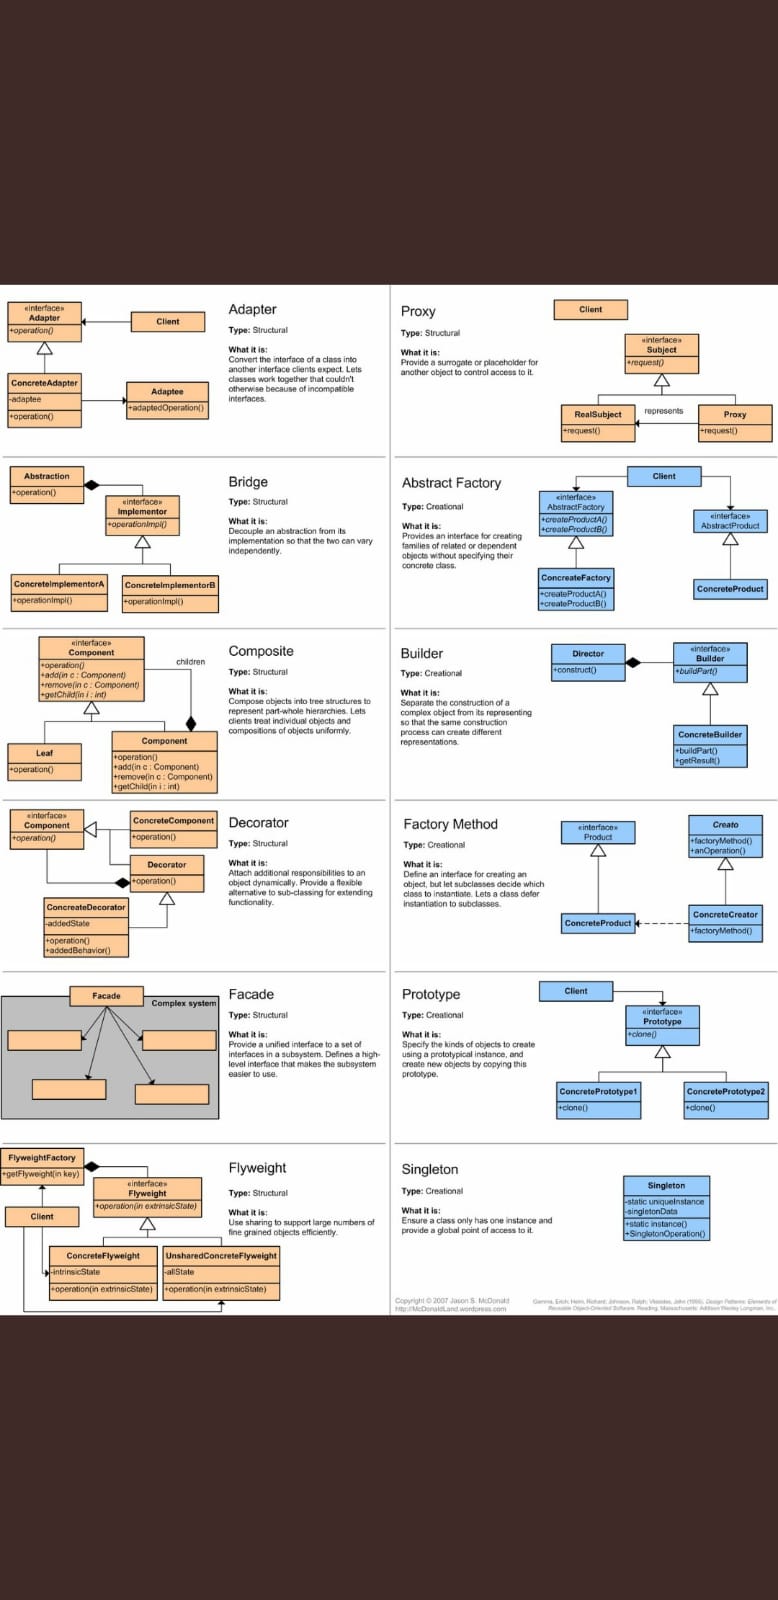 «interface»
Adapter
+operation()
Client
ConcreteAdapter
-adaptee
+operation()
Adaptee
+adaptedOperation()
Adapter
Type: Structural
What it is:
Convert the interface of a class into
another interface clients expect. Lets
classes work together that couldn't
otherwise because of incompatible
interfaces.
Proxy
Type: Structural
What it is:
Provide a surrogate or placeholder for
another object to control access to it.
Client
«interface»
Subject
+request()
RealSubject
+request()
represents
Proxy
+request()
Abstraction
+operation()
«interface»
Implementor
+operationImpl()
ConcreteImplementorA
+operationImpl()
ConcreteImplementorB
+operationImpl()
Bridge
Type: Structural
What it is:
Decouple an abstraction from its
implementation so that the two can vary
independently.
Abstract Factory
Type: Creational
What it is:
Provides an interface for creating
families of related or dependent
objects without specifying their
concrete class.
Client
«interface»
AbstractFactory
+createProductA()
+createProductB()
«interface»
AbstractProduct
ConcreateFactory
+createProductA()
+createProductB()
ConcreteProduct
«interface»
Component
+operation()
+add(in c : Component)
+remove(in c : Component)
+getChild(in i : int)
children
Leaf
+operation()
Component
+operation()
+add(in c : Component)
+remove(in c : Component)
+getChild(in i : int)
Composite
Type: Structural
What it is:
Compose objects into tree structures to
represent part-whole hierarchies. Lets
clients treat individual objects and
compositions of objects uniformly.
Builder
Type: Creational
What it is:
Separate the construction of a
complex object from its representing
so that the same construction
process can create different
representations.
Director
+construct()
«interface»
Builder
+buildPart()
ConcreteBuilder
+buildPart()
+getResult()
«interface»
Component
+operation()
ConcreteComponent
+operation()
Decorator
+operation()
ConcreateDecorator
-addedState
+operation()
+addedBehavior()
Decorator
Type: Structural
What it is:
Attach additional responsibilities to an
object dynamically. Provide a flexible
alternative to sub-classing for extending
functionality.
Factory Method
Type: Creational
What it is:
Define an interface for creating an
object, but let subclasses decide which
class to instantiate. Lets a class defer
instantiation to subclasses.
«interface»
Product
Creato
+factoryMethod()
+anOperation()
ConcreteProduct
ConcreteCreator
+factoryMethod()
Facade
Complex system
Facade
Type: Structural
What it is:
Provide a unified interface to a set of
interfaces in a subsystem. Defines a high-
level interface that makes the subsystem
easier to use.
Prototype
Type: Creational
What it is:
Specify the kinds of objects to create
using a prototypical instance, and
create new objects by copying this
prototype.
Client
«interface»
Prototype
+clone()
ConcretePrototype1
+clone()
ConcretePrototype2
+clone()
FlyweightFactory
+getFlyweight(in key)
Client
«interface»
Flyweight
+operation(in extrinsicState)
ConcreteFlyweight
-intrinsicState
+operation(in extrinsicState)
UnsharedConcreteFlyweight
-allState
+operation(in extrinsicState)
Flyweight
Type: Structural
What it is:
Use sharing to support large numbers of
fine grained objects efficiently.
Singleton
Type: Creational
What it is:
Ensure a class only has one instance and
provide a global point of access to it.
Singleton
-static uniqueInstance
-singletonData
+static instance()
+SingletonOperation()
Copyright © 2007 Jason S. McDonald
http://McDonaldLand.wordpress.com
Gamma, Erich; Helm, Richard; Johnson, Ralph; Vlissides, John (1995). Design Patterns: Elements of
Reusable Object-Oriented Software. Reading, Massachusetts: Addison Wesley Longman, Inc.